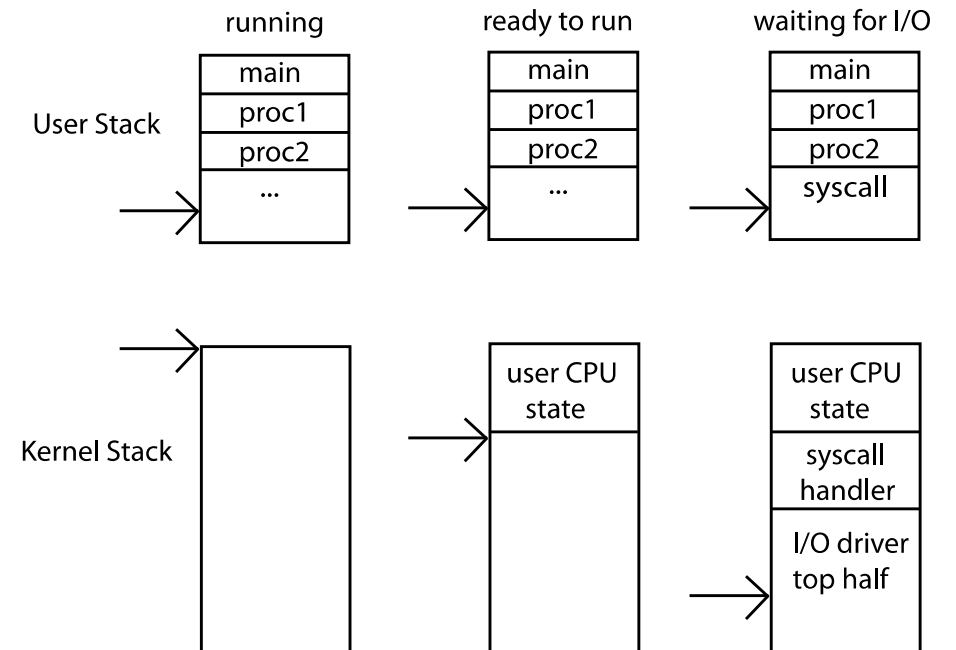 running
ready to run
waiting for I/O
User Stack
main
proc1
proc2
...
main
proc1
proc2
...
main
proc1
proc2
syscall
Kernel Stack
user CPU
state
user CPU
state
syscall
handler
I/O driver
top half